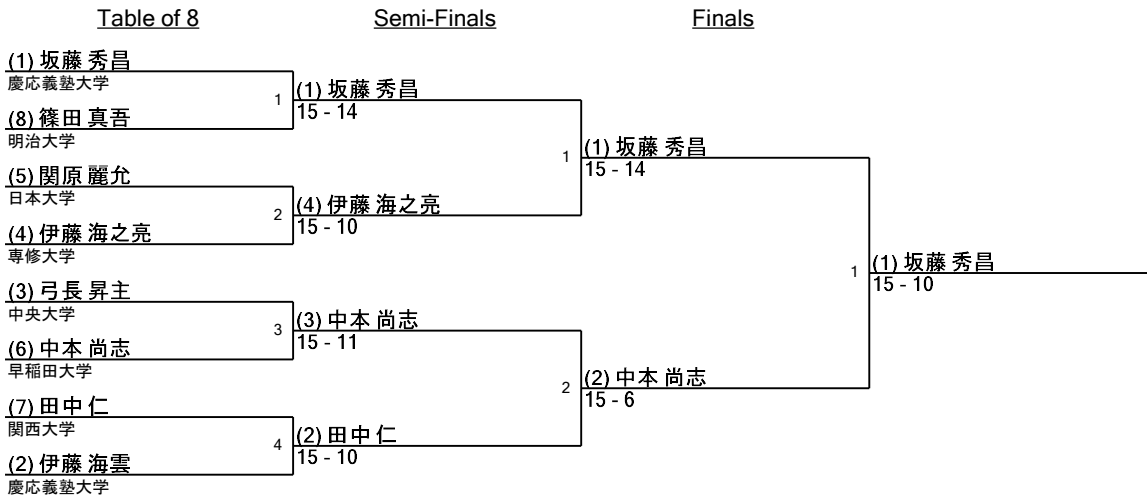 Table of 8
Semi-Finals
Finals
(1) 坂藤 秀昌
慶応義塾大学
(8) 篠田 真吾
明治大学
(5) 関原 麗允
日本大学
(4) 伊藤 海之亮
専修大学
(3) 弓長 昇主
中央大学
(6) 中本 尚志
早稲田大学
(7) 田中 仁
関西大学
(2) 伊藤 海雲
慶応義塾大学
1
(1) 坂藤 秀昌
15 - 14
2
(4) 伊藤 海之亮
15 - 10
3
(3) 中本 尚志
15 - 11
4
(2) 田中 仁
15 - 10
1
(1) 坂藤 秀昌
15 - 14
2
(2) 中本 尚志
15 - 6
1
(1) 坂藤 秀昌
15 - 10